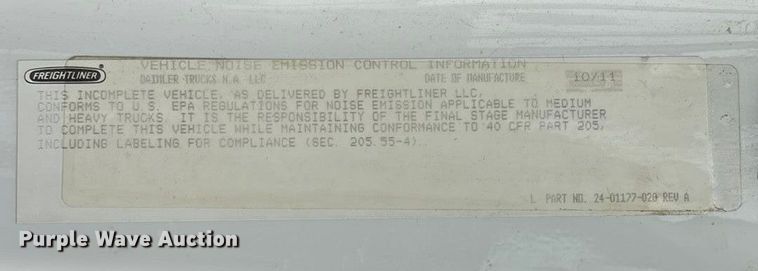 FREIGHTLINER
VEHICLE NOISE EMISSION CONTROL INFORMATION
DAIMLER TRUCKS N.A. LLC DATE OF MANUFACTURE 10/11
THIS INCOMPLETE VEHICLE, AS DELIVERED BY FREIGHTLINER LLC,
CONFORMS TO U.S. EPA REGULATIONS FOR NOISE EMISSION APPLICABLE TO MEDIUM
AND HEAVY TRUCKS. IT IS THE RESPONSIBILITY OF THE FINAL STAGE MANUFACTURER
TO COMPLETE THIS VEHICLE WHILE MAINTAINING CONFORMANCE TO 40 CFR PART 205,
INCLUDING LABELING FOR COMPLIANCE (SEC. 205.55-4).
L PART NO. 24-01177-020 REV A
Purple Wave Auction